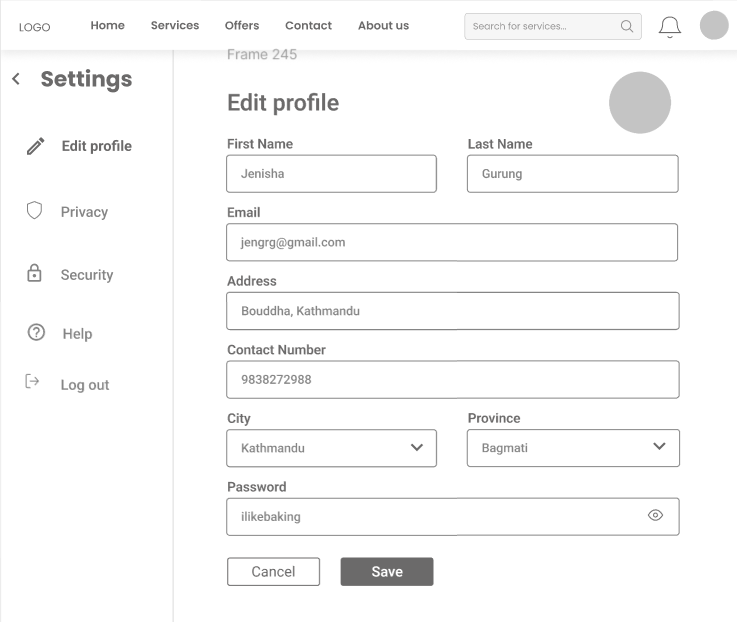 LOGO Home Services Offers Contact About us Search for services...
Settings
Edit profile
Privacy
Security
Help
Log out
Frame 245
Edit profile
First Name Last Name
Jenisha Gurung
Email
jengrg@gmail.com
Address
Bouddha, Kathmandu
Contact Number
9838272988
City Province
Kathmandu Bagmati
Password
ilikebaking
Cancel Save